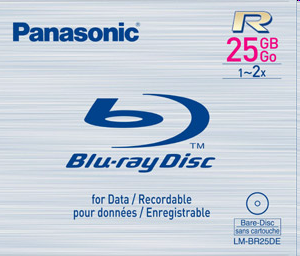 Panasonic
R
25 GB
Go
1~2x
Blu-ray Disc
TM
for Data / Recordable
pour données / Enregistrable
Bare-Disc
sans cartouche
LM-BR25DE